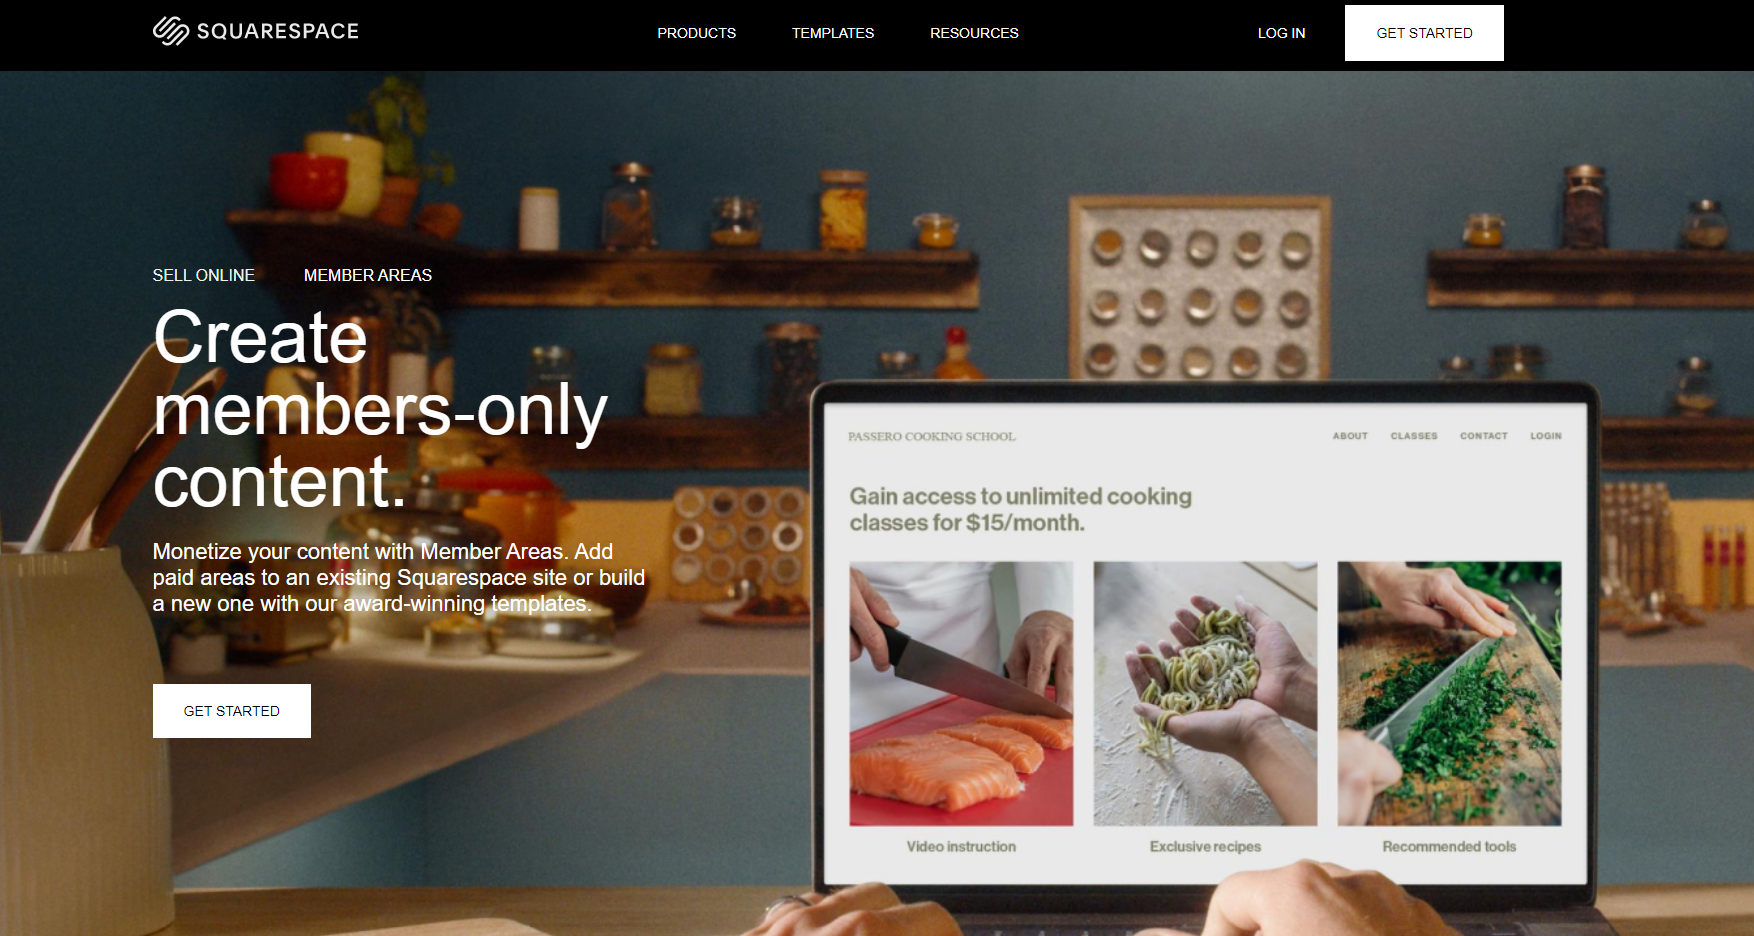 SQUARESPACE
PRODUCTS
TEMPLATES
RESOURCES
LOG IN
GET STARTED
SELL ONLINE
MEMBER AREAS
Create
members-only
content.
Monetize your content with Member Areas. Add
paid areas to an existing Squarespace site or build
a new one with our award-winning templates.
GET STARTED
PASSERO COOKING SCHOOL
ABOUT
CLASSES
CONTACT
LOGIN
Gain access to unlimited cooking
classes for $15/month.
Video instruction
Exclusive recipes
Recommended tools